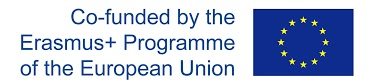 Co-funded by the
Erasmus+ Programme
of the European Union